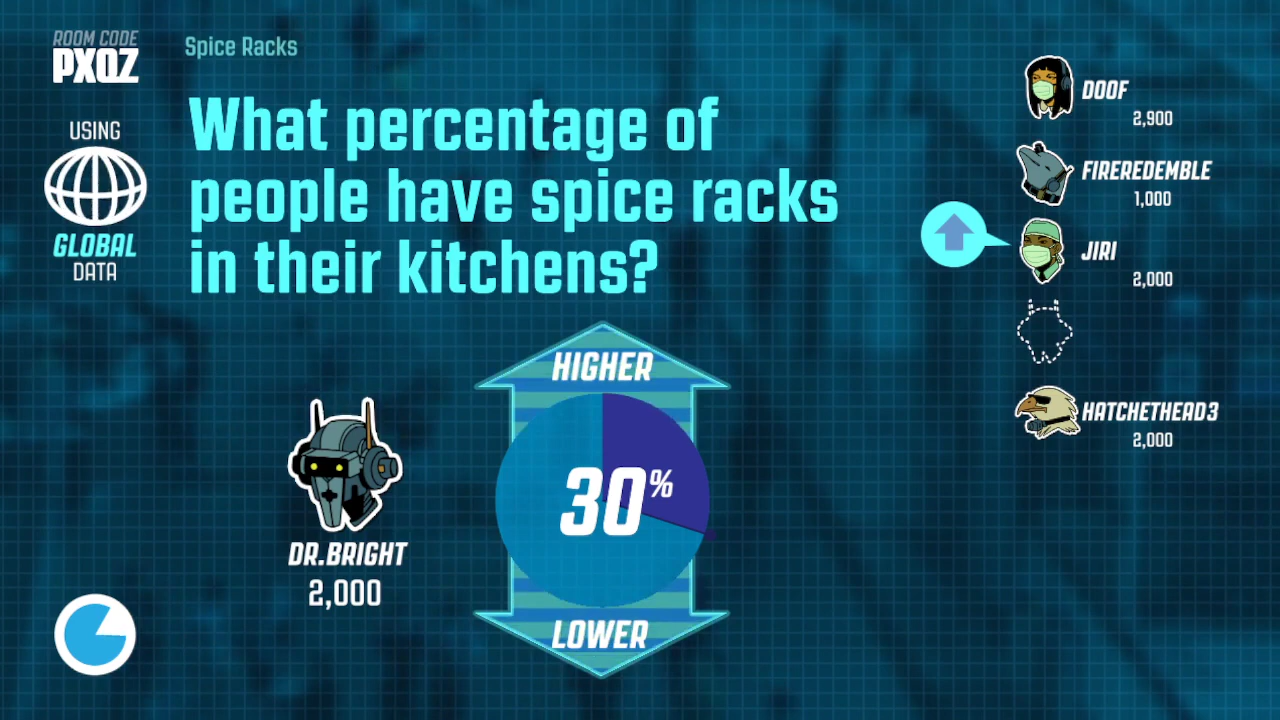 ROOM CODE
PXQZ
USING
GLOBAL
DATA
Spice Racks
What percentage of
people have spice racks
in their kitchens?
HIGHER
30%
LOWER
DR.BRIGHT
2,000
DOOF
2,900
FIREREDEMBLE
1,000
JIRI
2,000
HATCHETHEAD3
2,000